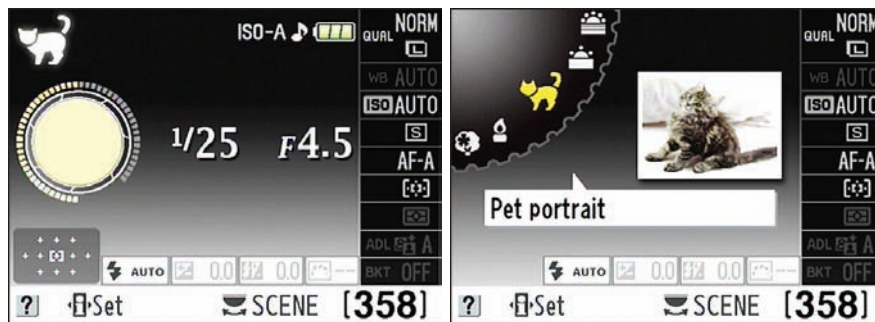 ISO-A
QUAL NORM
L
WB AUTO
ISO AUTO
S
1/25 F4.5
AF-A
ADL A
AUTO 0.0 0.0 --
BKT OFF
? i Set SCENE [358]
QUAL NORM
L
WB AUTO
ISO AUTO
S
AF-A
Pet portrait
ADL A
AUTO 0.0 0.0 --
BKT OFF
? i Set SCENE [358]